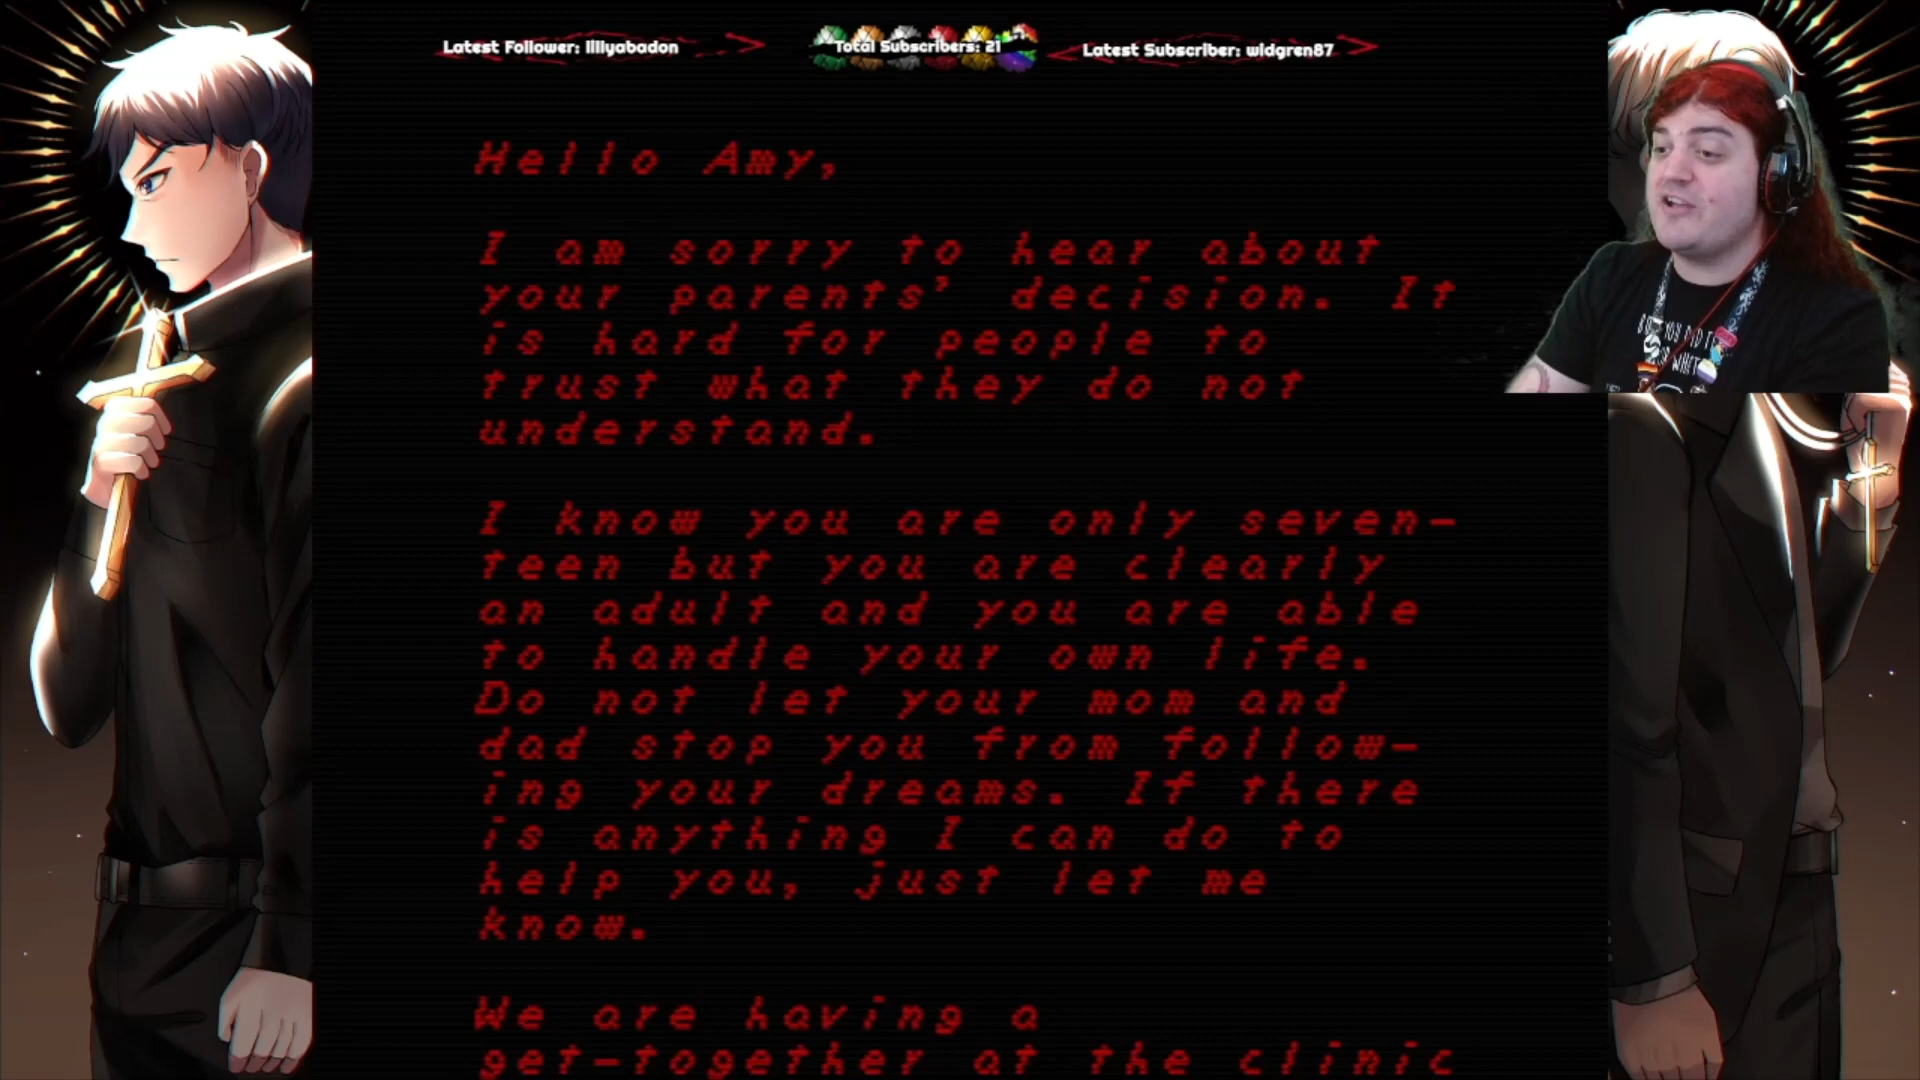 Latest Follower: lillyabadon
Total Subscribers: 21
Latest Subscriber: widgren87
Hello Amy,
I am sorry to hear about
your parents' decision. It
is hard for people to
trust what they do not
understand.
I know you are only seven-
teen but you are clearly
an adult and you are able
to handle your own life.
Do not let your mom and
dad stop you from follow-
ing your dreams. If there
is anything I can do to
help you, just let me
know.
We are having a
get-together at the clinic